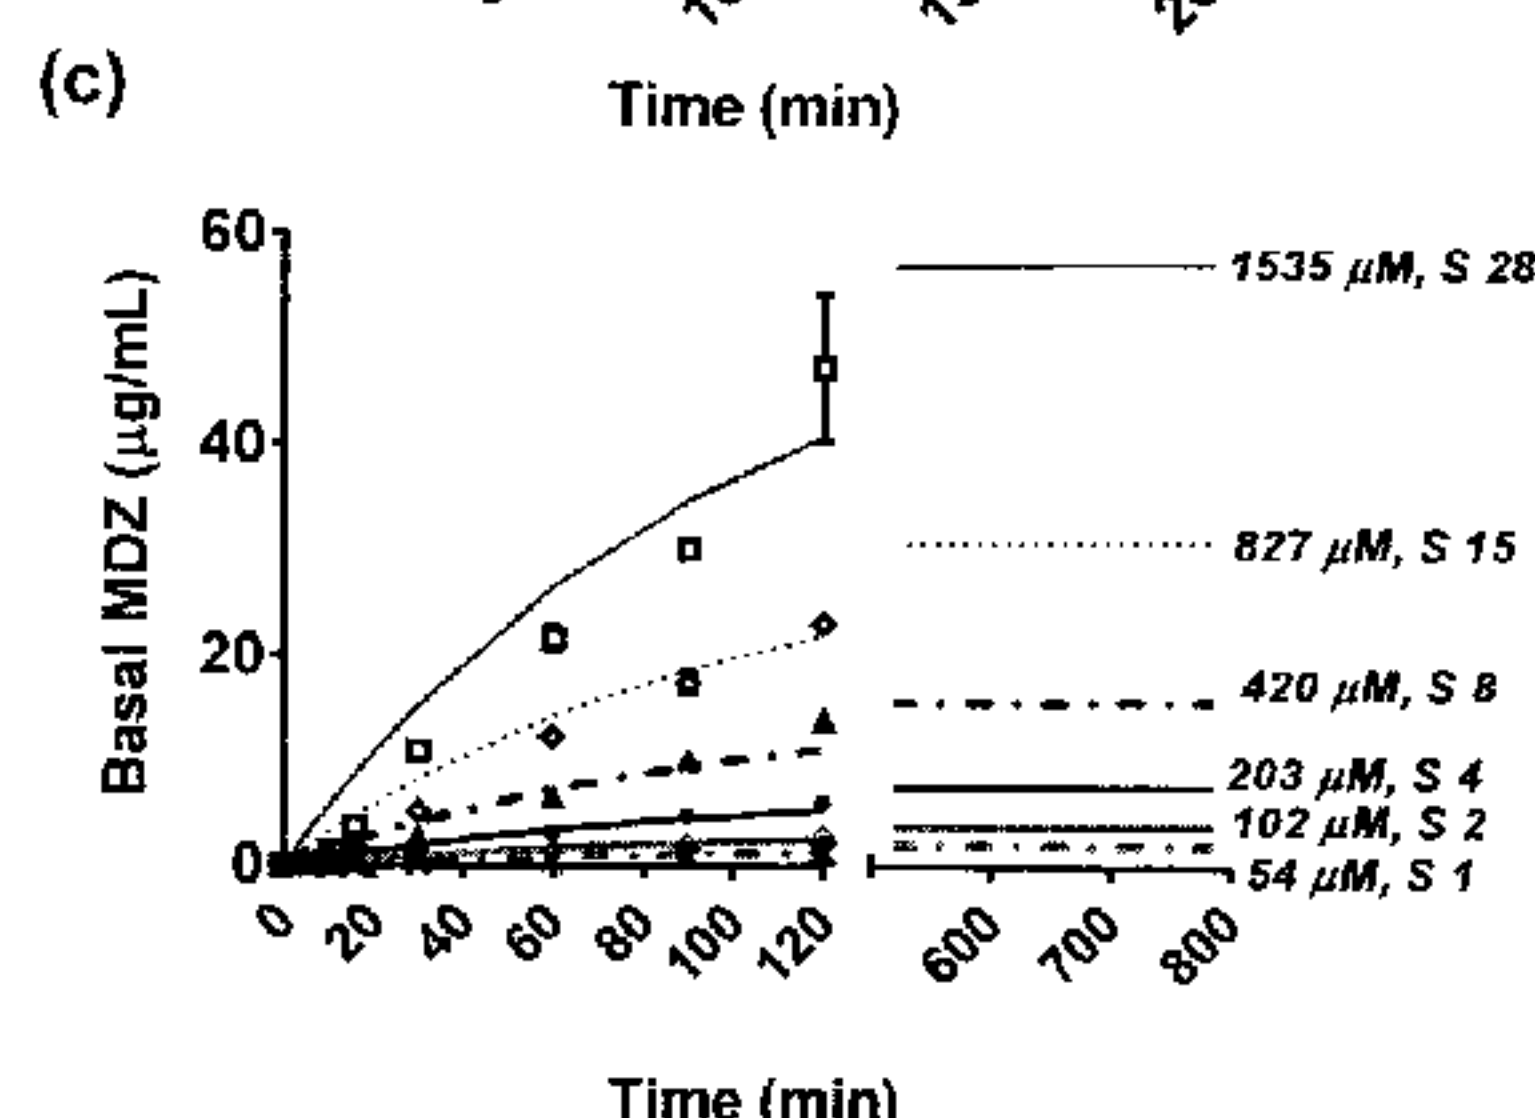 (c)
Time (min)
Basal MDZ (μg/mL)
60
40
20
0
1535 μM, S 28
827 μM, S 15
420 μM, S 8
203 μM, S 4
102 μM, S 2
54 μM, S 1
0 20 40 60 80 100 120 600 700 800
Time (min)